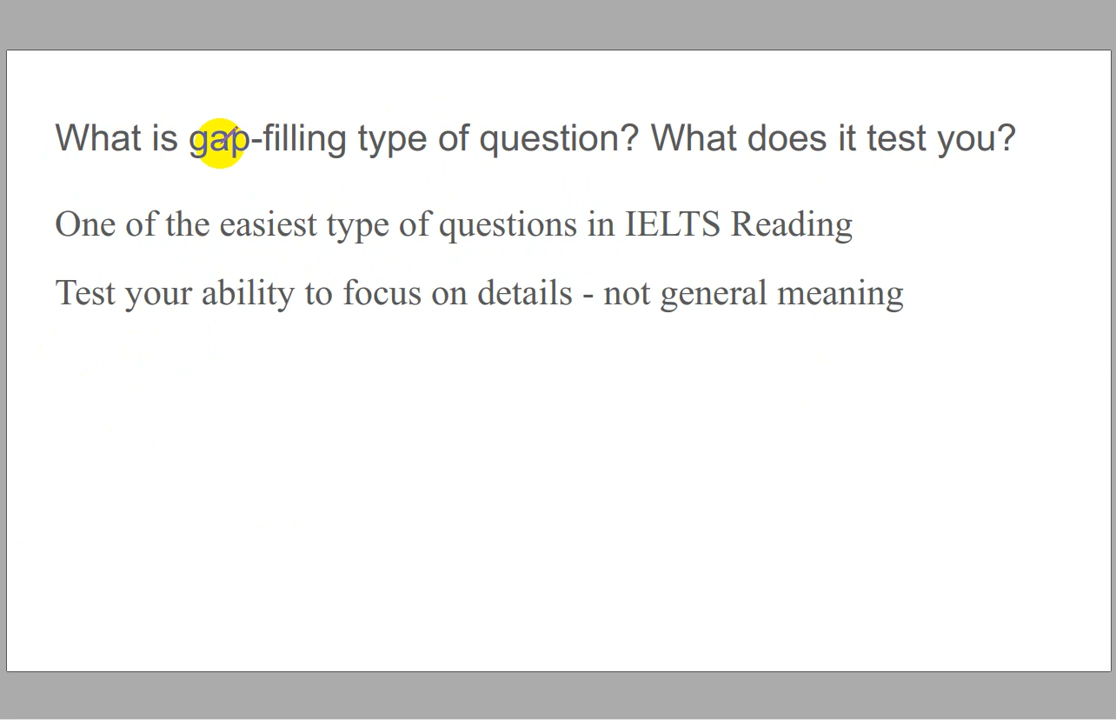 What is gap-filling type of question? What does it test you?
One of the easiest type of questions in IELTS Reading
Test your ability to focus on details - not general meaning